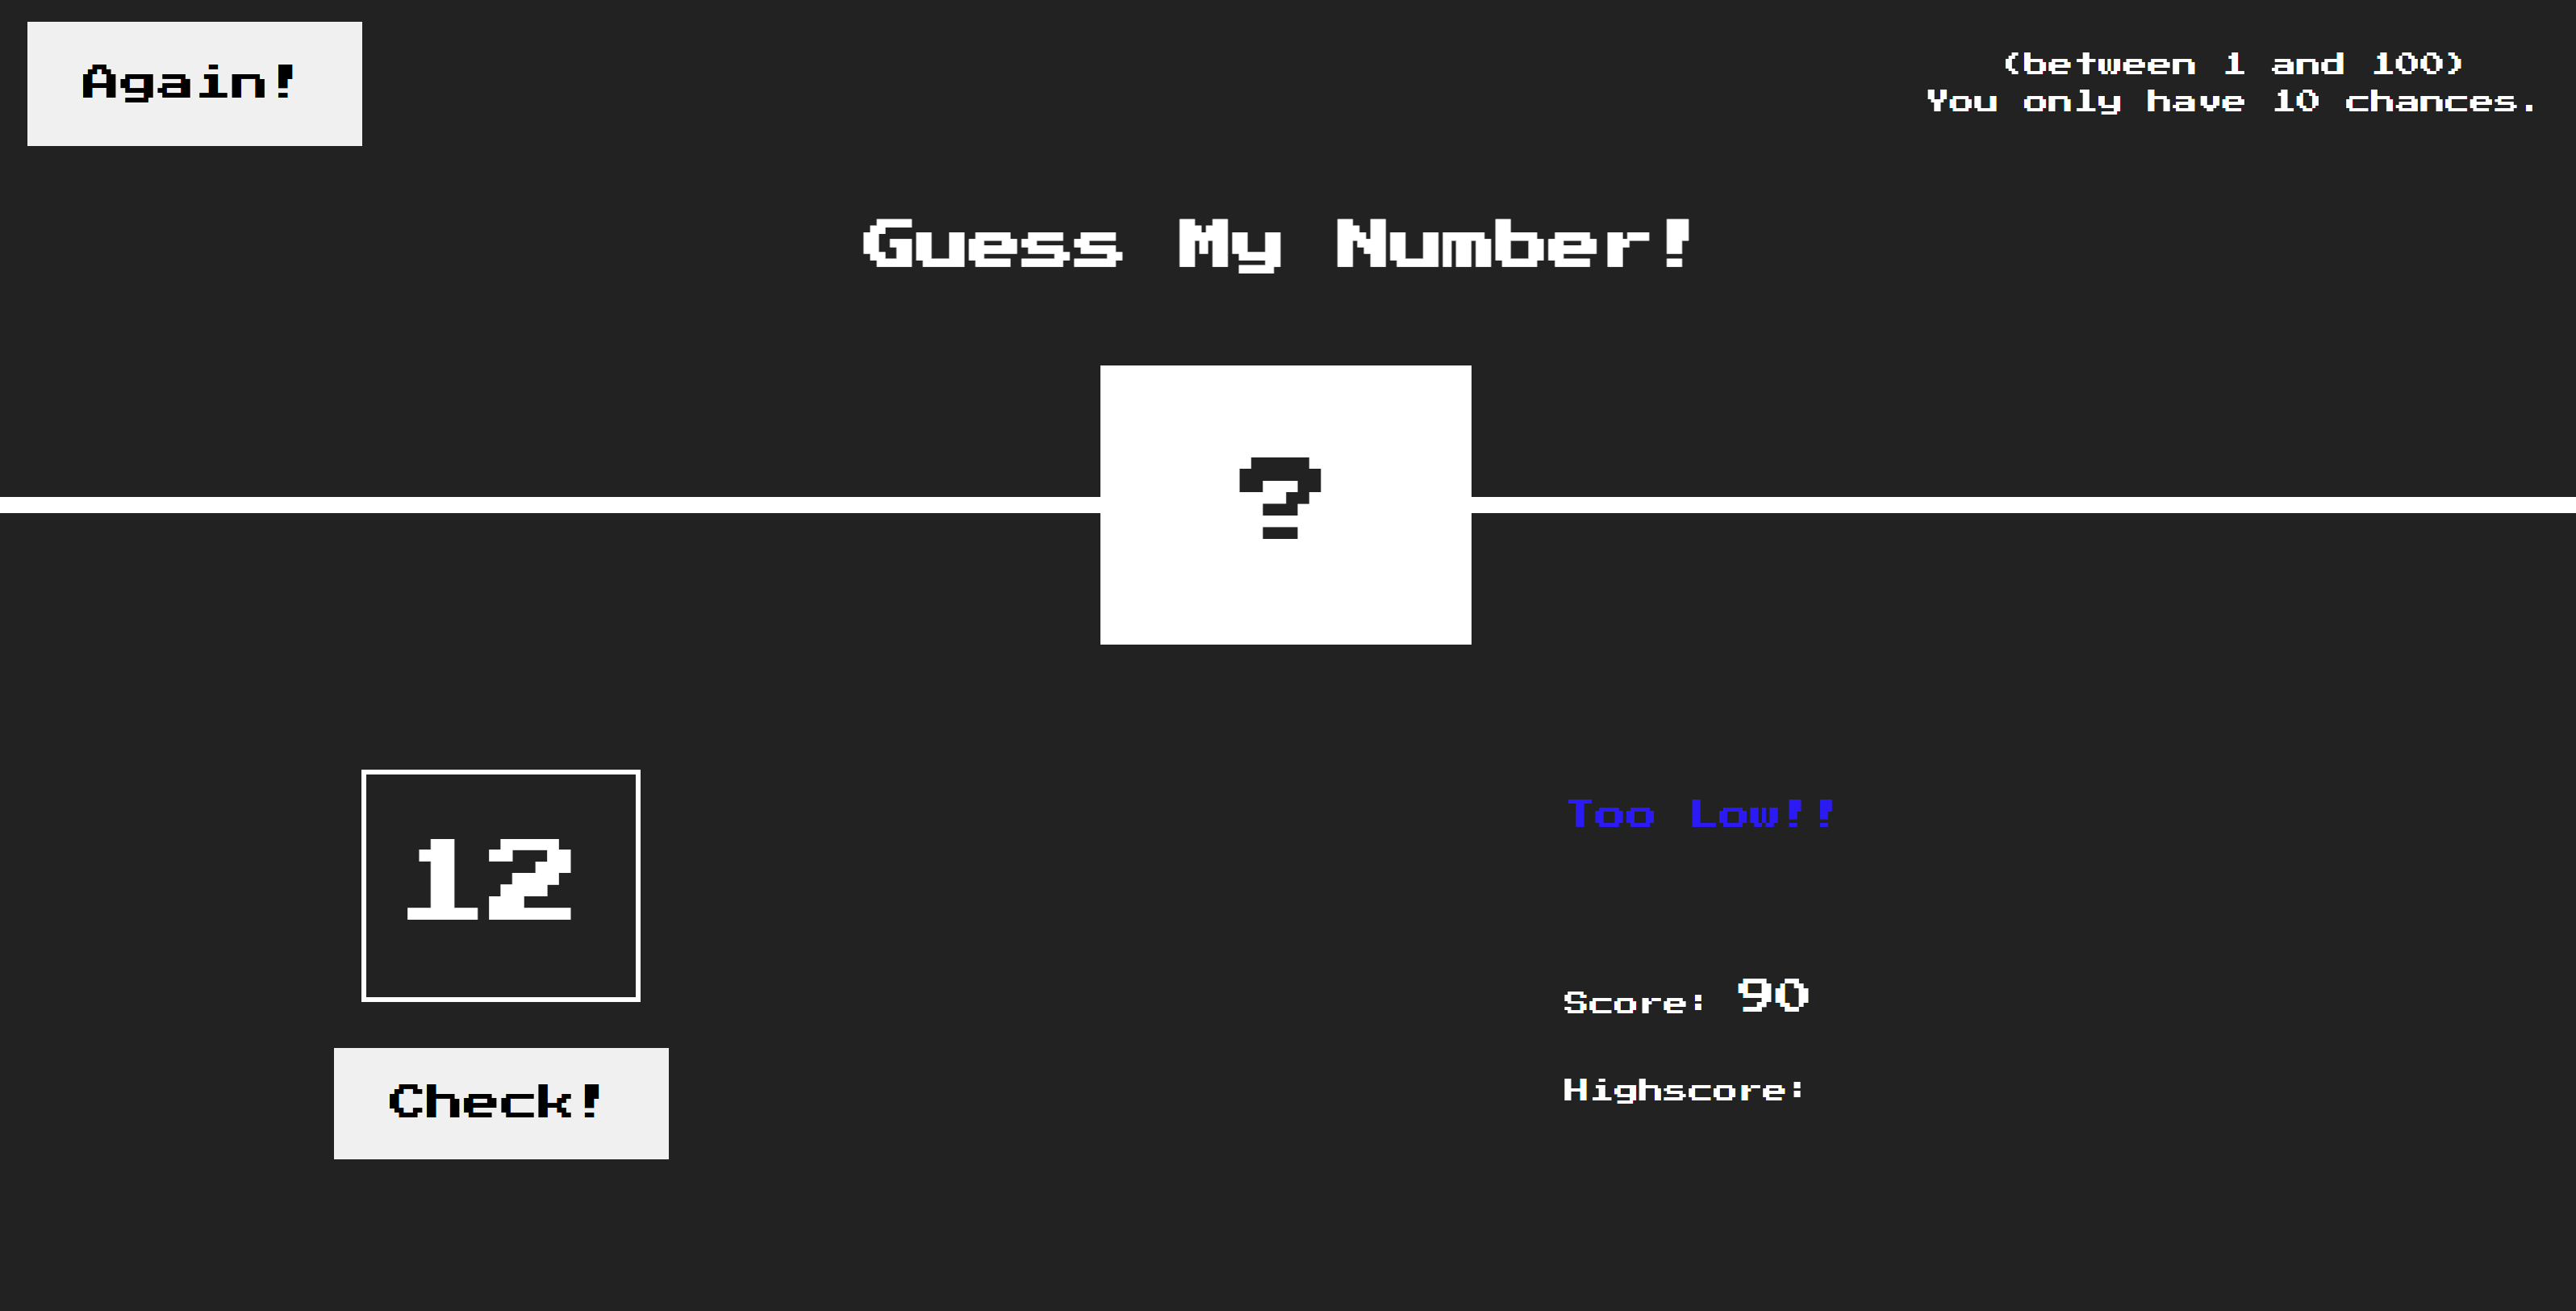 Again!
(between 1 and 100)
You only have 10 chances.
Guess My Number!
?
12
Check!
Too Low!!
Score: 90
Highscore: